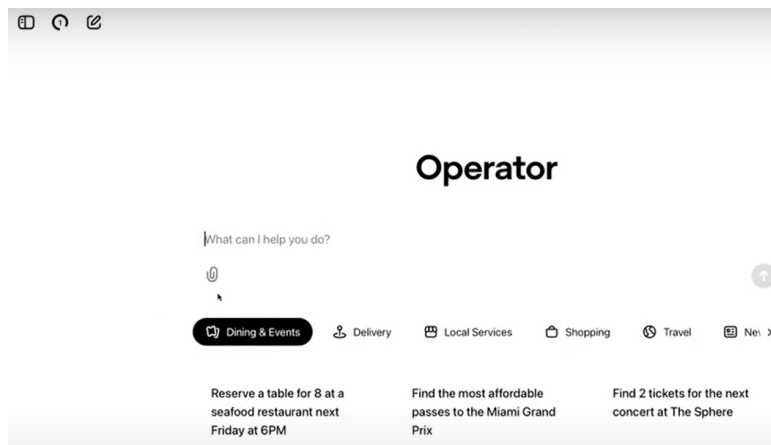 1
Operator
What can I help you do?
Dining & Events Delivery Local Services Shopping Travel
Reserve a table for 8 at a Find the most affordable Find 2 tickets for the next
seafood restaurant next passes to the Miami Grand concert at The Sphere
Friday at 6PM Prix